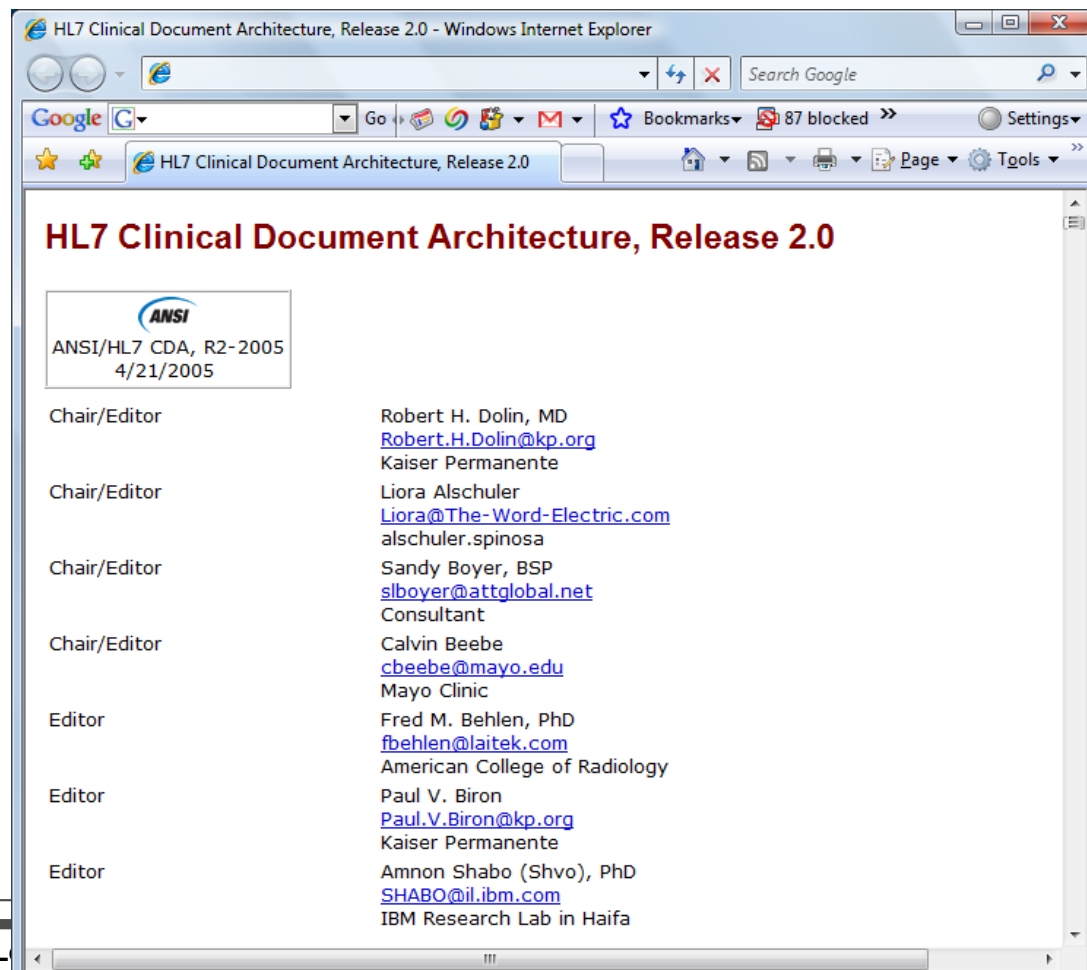 HL7 Clinical Document Architecture, Release 2.0 - Windows Internet Explorer
Search Google
Google G Go Bookmarks 87 blocked » Settings
HL7 Clinical Document Architecture, Release 2.0 Page Tools »
HL7 Clinical Document Architecture, Release 2.0
ANSI
ANSI/HL7 CDA, R2-2005
4/21/2005
Chair/Editor Robert H. Dolin, MD
Robert.H.Dolin@kp.org
Kaiser Permanente
Chair/Editor Liora Alschuler
Liora@The-Word-Electric.com
alschuler.spinosa
Chair/Editor Sandy Boyer, BSP
slboyer@attglobal.net
Consultant
Chair/Editor Calvin Beebe
cbeebe@mayo.edu
Mayo Clinic
Editor Fred M. Behlen, PhD
fbehlen@laitek.com
American College of Radiology
Editor Paul V. Biron
Paul.V.Biron@kp.org
Kaiser Permanente
Editor Amnon Shabo (Shvo), PhD
SHABO@il.ibm.com
IBM Research Lab in Haifa